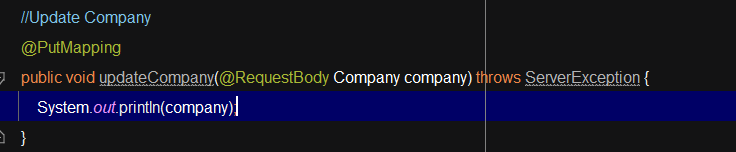 //Update Company
@PutMapping
public void updateCompany(@RequestBody Company company) throws ServerException {
System.out.println(company);
}